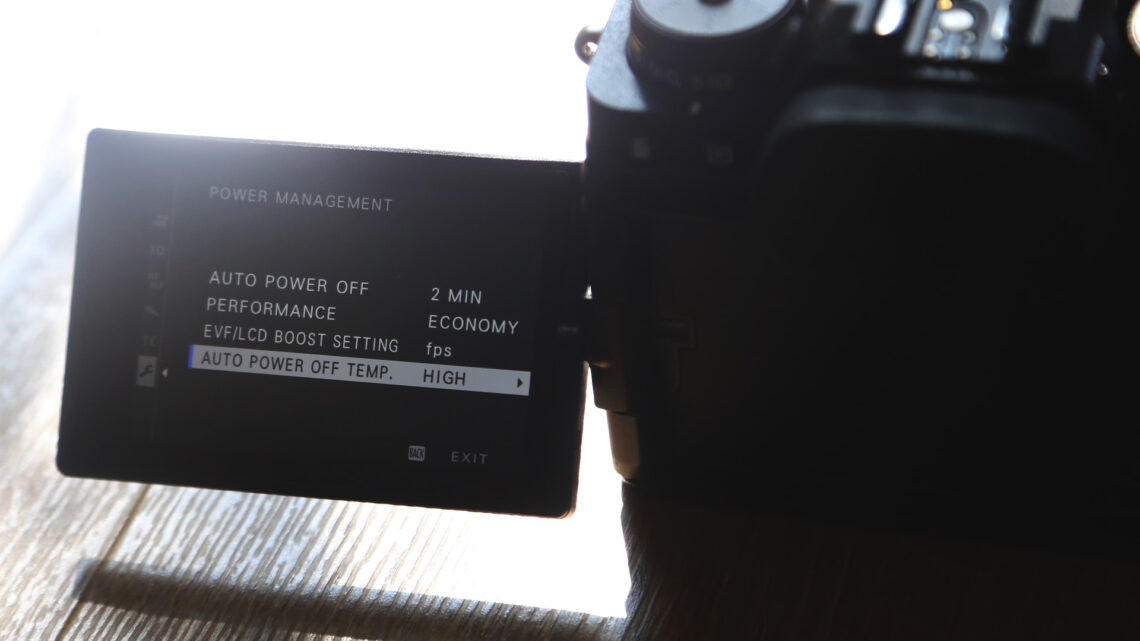 POWER MANAGEMENT
AUTO POWER OFF 2 MIN
PERFORMANCE ECONOMY
EVF/LCD BOOST SETTING fps
AUTO POWER OFF TEMP. HIGH
BACK EXIT